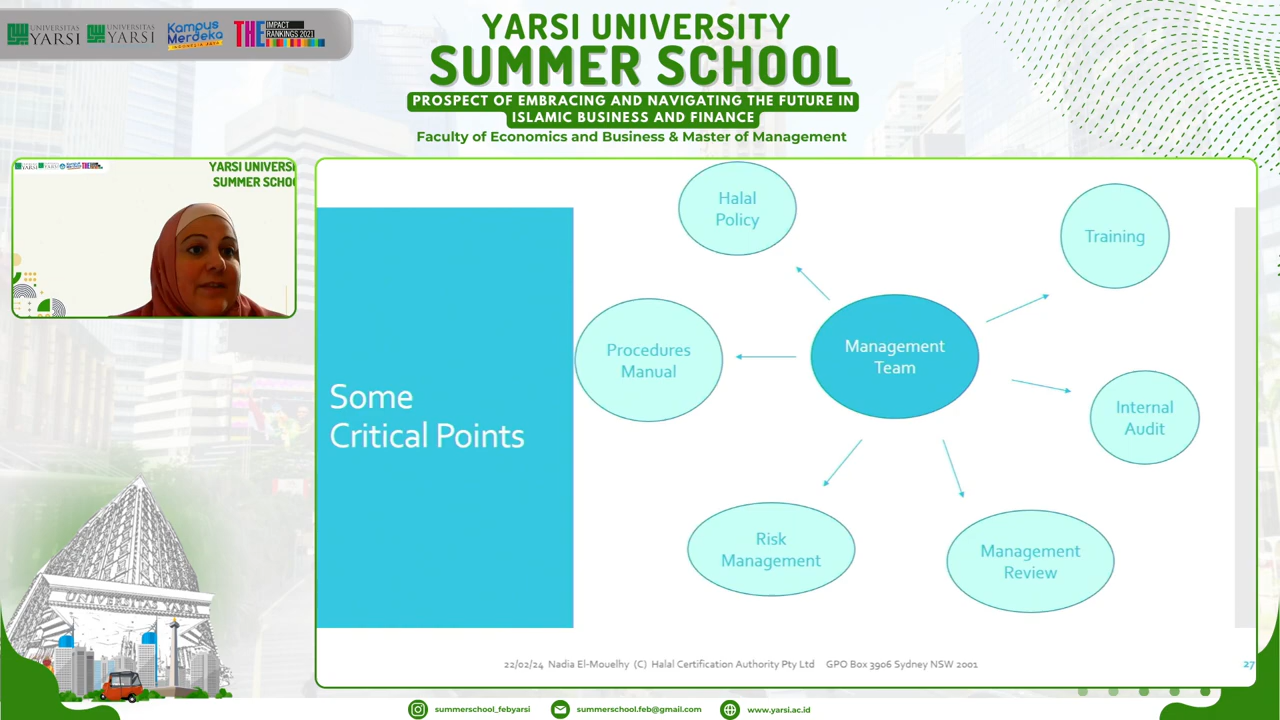 UNIVERSITAS
YARSI
UNIVERSITAS
YARSI
Kampus
Merdeka
INDONESIA JAYA
THE
IMPACT
RANKINGS 2021
YARSI UNIVERSITY
SUMMER SCHOOL
PROSPECT OF EMBRACING AND NAVIGATING THE FUTURE IN
ISLAMIC BUSINESS AND FINANCE
Faculty of Economics and Business & Master of Management
YARSI UNIVERSI
SUMMER SCHO
Some
Critical Points
Halal
Policy
Training
Procedures
Manual
Management
Team
Internal
Audit
Risk
Management
Management
Review
22/02/24 Nadia El-Mouelhy (C) Halal Certification Authority Pty Ltd GPO Box 3906 Sydney NSW 2001
27
UNIVERSITAS YARSI
summerschool_febyarsi
summerschool.feb@gmail.com
www.yarsi.ac.id